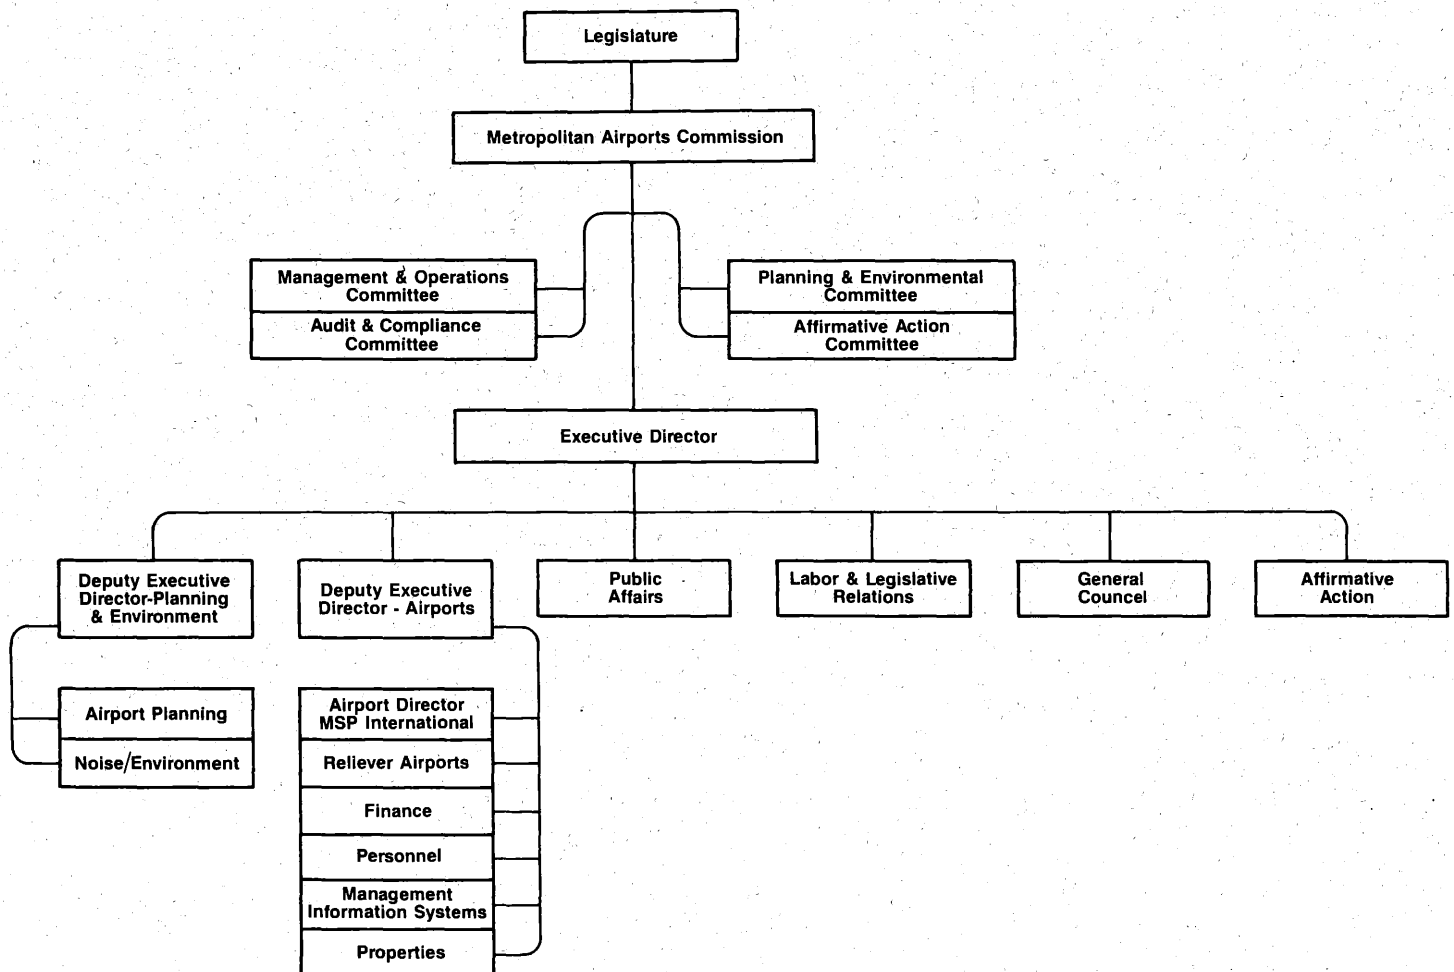 Legislature
Metropolitan Airports Commission
Management & Operations
Committee
Audit & Compliance
Committee
Planning & Environmental
Committee
Affirmative Action
Committee
Executive Director
Deputy Executive
Director-Planning
& Environment
Deputy Executive
Director - Airports
Public
Affairs
Labor & Legislative
Relations
General
Councel
Affirmative
Action
Airport Planning
Noise/Environment
Airport Director
MSP International
Reliever Airports
Finance
Personnel
Management
Information Systems
Properties